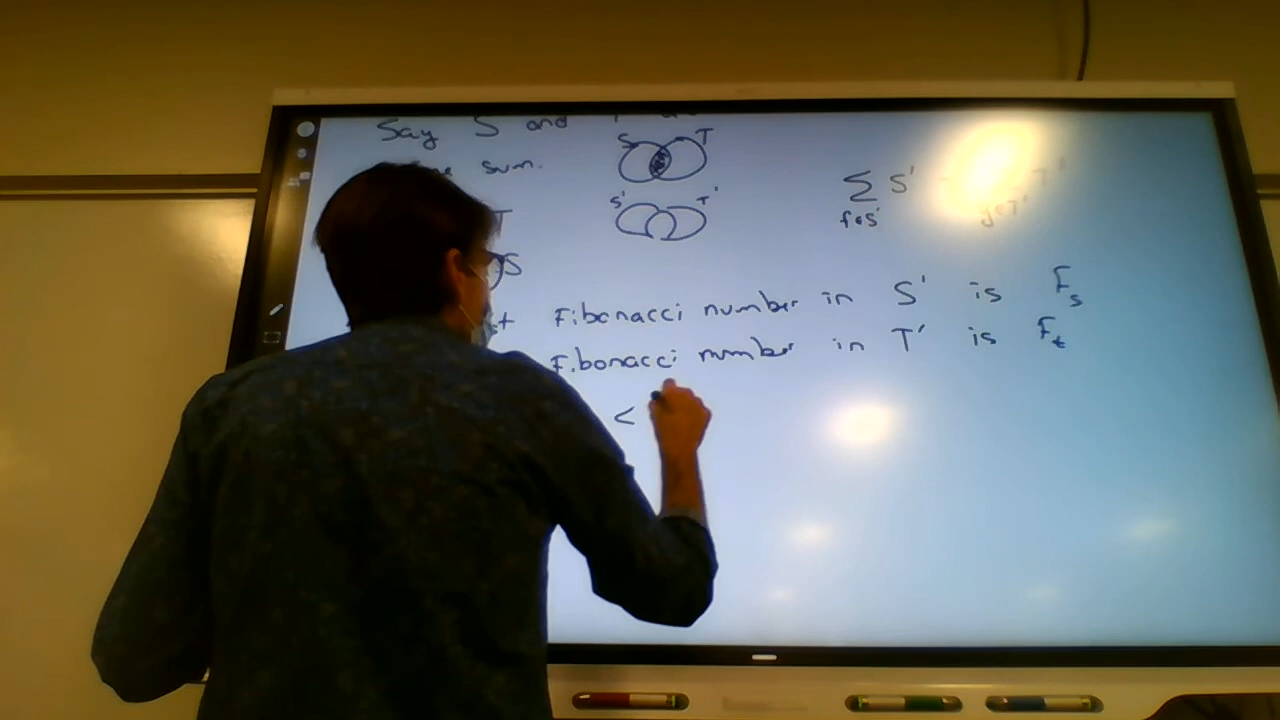 Say S and
sum.
S T
S' T'
∑ S'
f∈S'
T
S
Fibonacci number in S' is F_s
Fibonacci number in T' is F_t
<